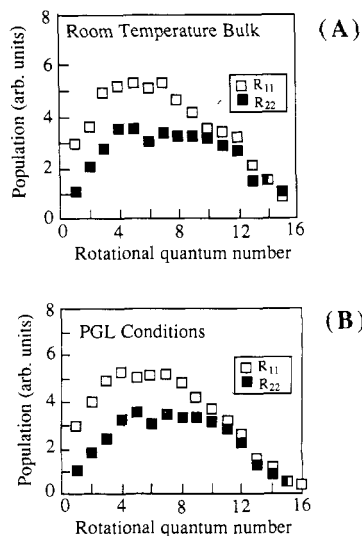 (A)
Room Temperature Bulk
R11
R22
Population (arb. units)
8
6
4
2
0
0 4 8 12 16
Rotational quantum number
(B)
PGL Conditions
R11
R22
Population (arb. units)
8
6
4
2
0
0 4 8 12 16
Rotational quantum number